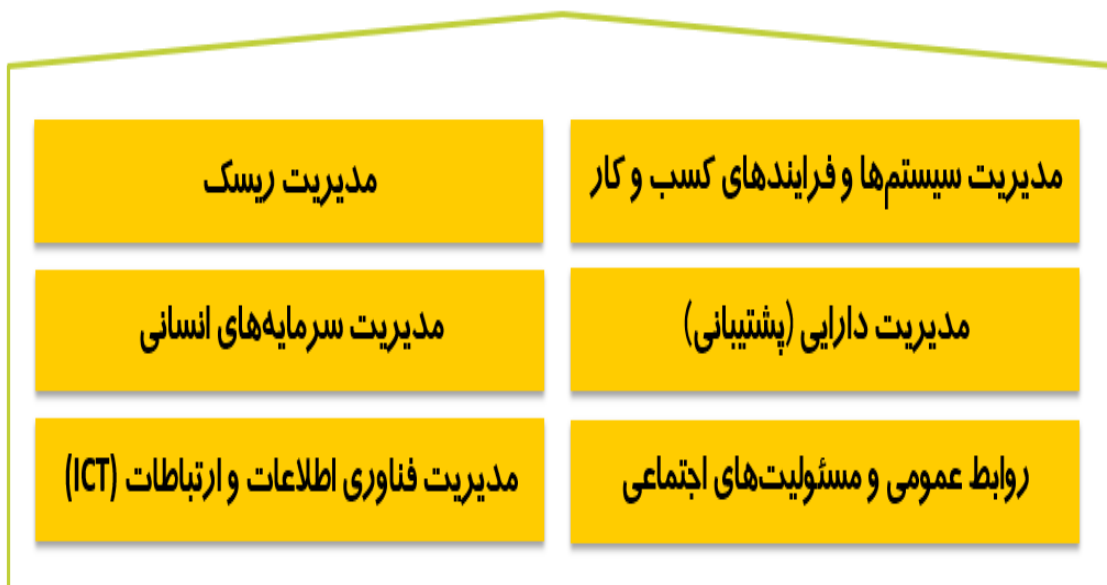 مدیریت سیستم‌ها و فرایندهای کسب و کار
مدیریت ریسک
مدیریت دارایی (پشتیبانی)
مدیریت سرمایه‌های انسانی
روابط عمومی و مسئولیت‌های اجتماعی
مدیریت فناوری اطلاعات و ارتباطات (ICT)